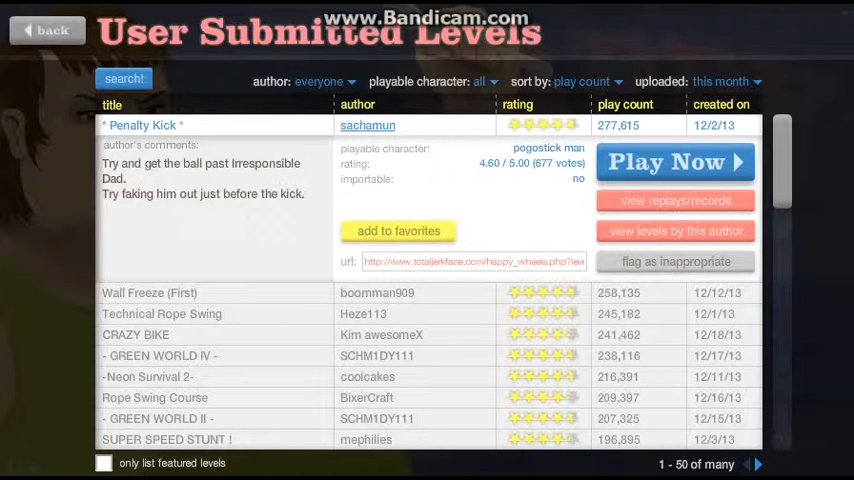 www.Bandicam.com
back
User Submitted Levels
search!
author: everyone playable character: all sort by: play count uploaded: this month
title author rating play count created on
* Penalty Kick * sachamun 277,615 12/2/13
author's comments:
Try and get the ball past Irresponsible
Dad.
Try faking him out just before the kick.
playable character: pogostick man
rating: 4.60 / 5.00 (677 votes)
importable: no
Play Now
view replays/records
add to favorites
view levels by this author
url: http://www.totaljerkface.com/happy_wheels.php?leve
flag as inappropriate
Wall Freeze (First) boomman909 258,135 12/12/13
Technical Rope Swing Heze113 245,182 12/1/13
CRAZY BIKE Kim awesomeX 241,462 12/18/13
- GREEN WORLD IV - SCHM1DY111 238,116 12/17/13
-Neon Survival 2- coolcakes 216,391 12/11/13
Rope Swing Course BixerCraft 209,397 12/16/13
- GREEN WORLD II - SCHM1DY111 207,325 12/15/13
SUPER SPEED STUNT ! mephilies 196,895 12/3/13
only list featured levels
1 - 50 of many